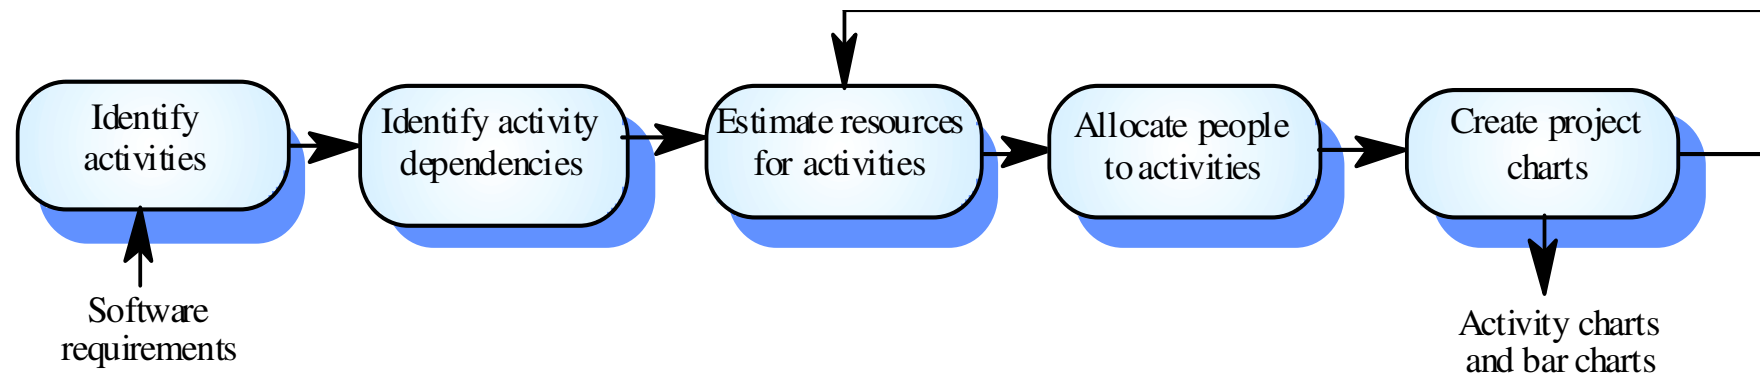 Identify
activities
Identify activity
dependencies
Estimate resources
for activities
Allocate people
to activities
Create project
charts
Software
requirements
Activity charts
and bar charts